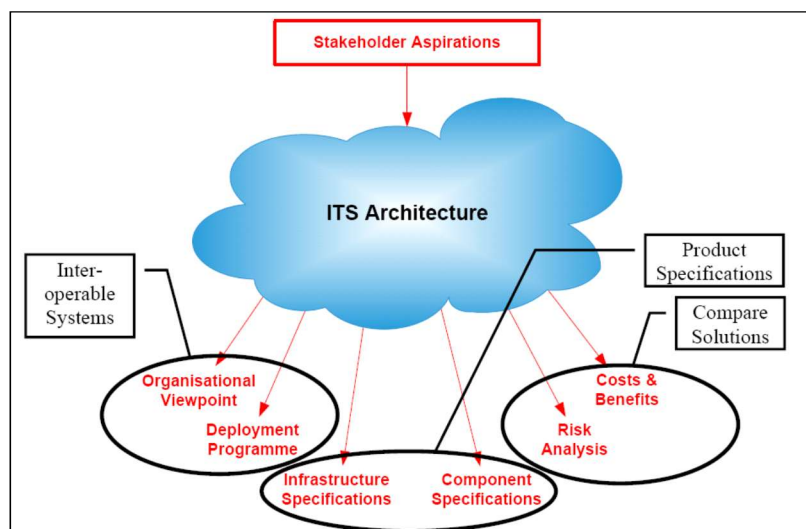 Stakeholder Aspirations
ITS Architecture
Inter-
operable
Systems
Product
Specifications
Compare
Solutions
Organisational
Viewpoint
Deployment
Programme
Infrastructure
Specifications
Component
Specifications
Risk
Analysis
Costs &
Benefits